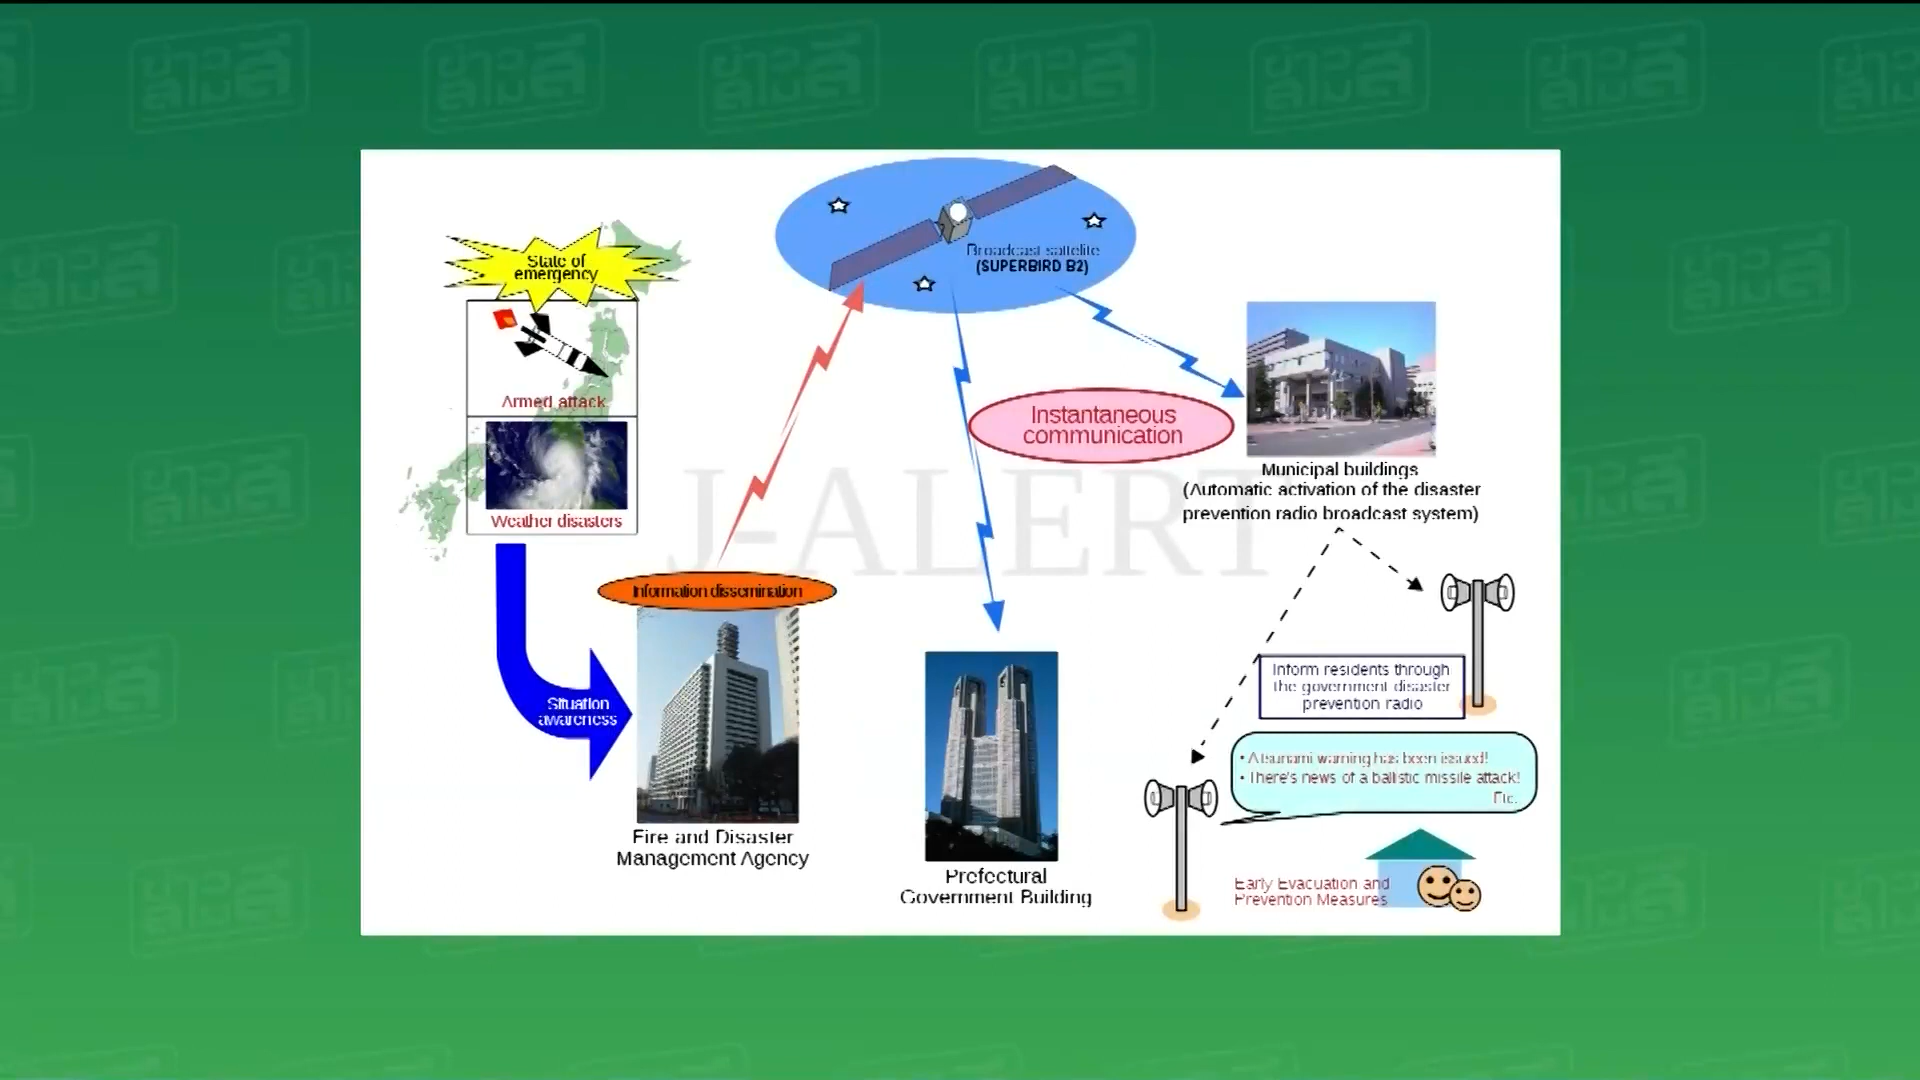 Broadcast sattelite
(SUPERBIRD B2)
State of
emergency
Armed attack
Weather disasters
Instantaneous
communication
J-ALERT
Municipal buildings
(Automatic activation of the disaster
prevention radio broadcast system)
Information dissemination
Situation
awareness
Inform residents through
the government disaster
prevention radio
• A tsunami warning has been issued!
• There's news of a ballistic missile attack!
Etc.
Fire and Disaster
Management Agency
Prefectural
Government Building
Early Evacuation and
Prevention Measures